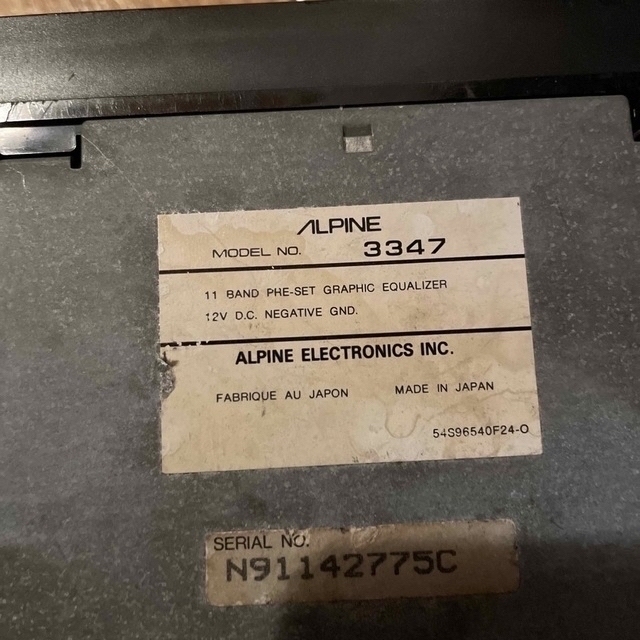 ALPINE
MODEL NO. 3347
11 BAND PRE-SET GRAPHIC EQUALIZER
12V D.C. NEGATIVE GND.
ALPINE ELECTRONICS INC.
FABRIQUE AU JAPON MADE IN JAPAN
54S96540F24-O
SERIAL NO.
N91142775C